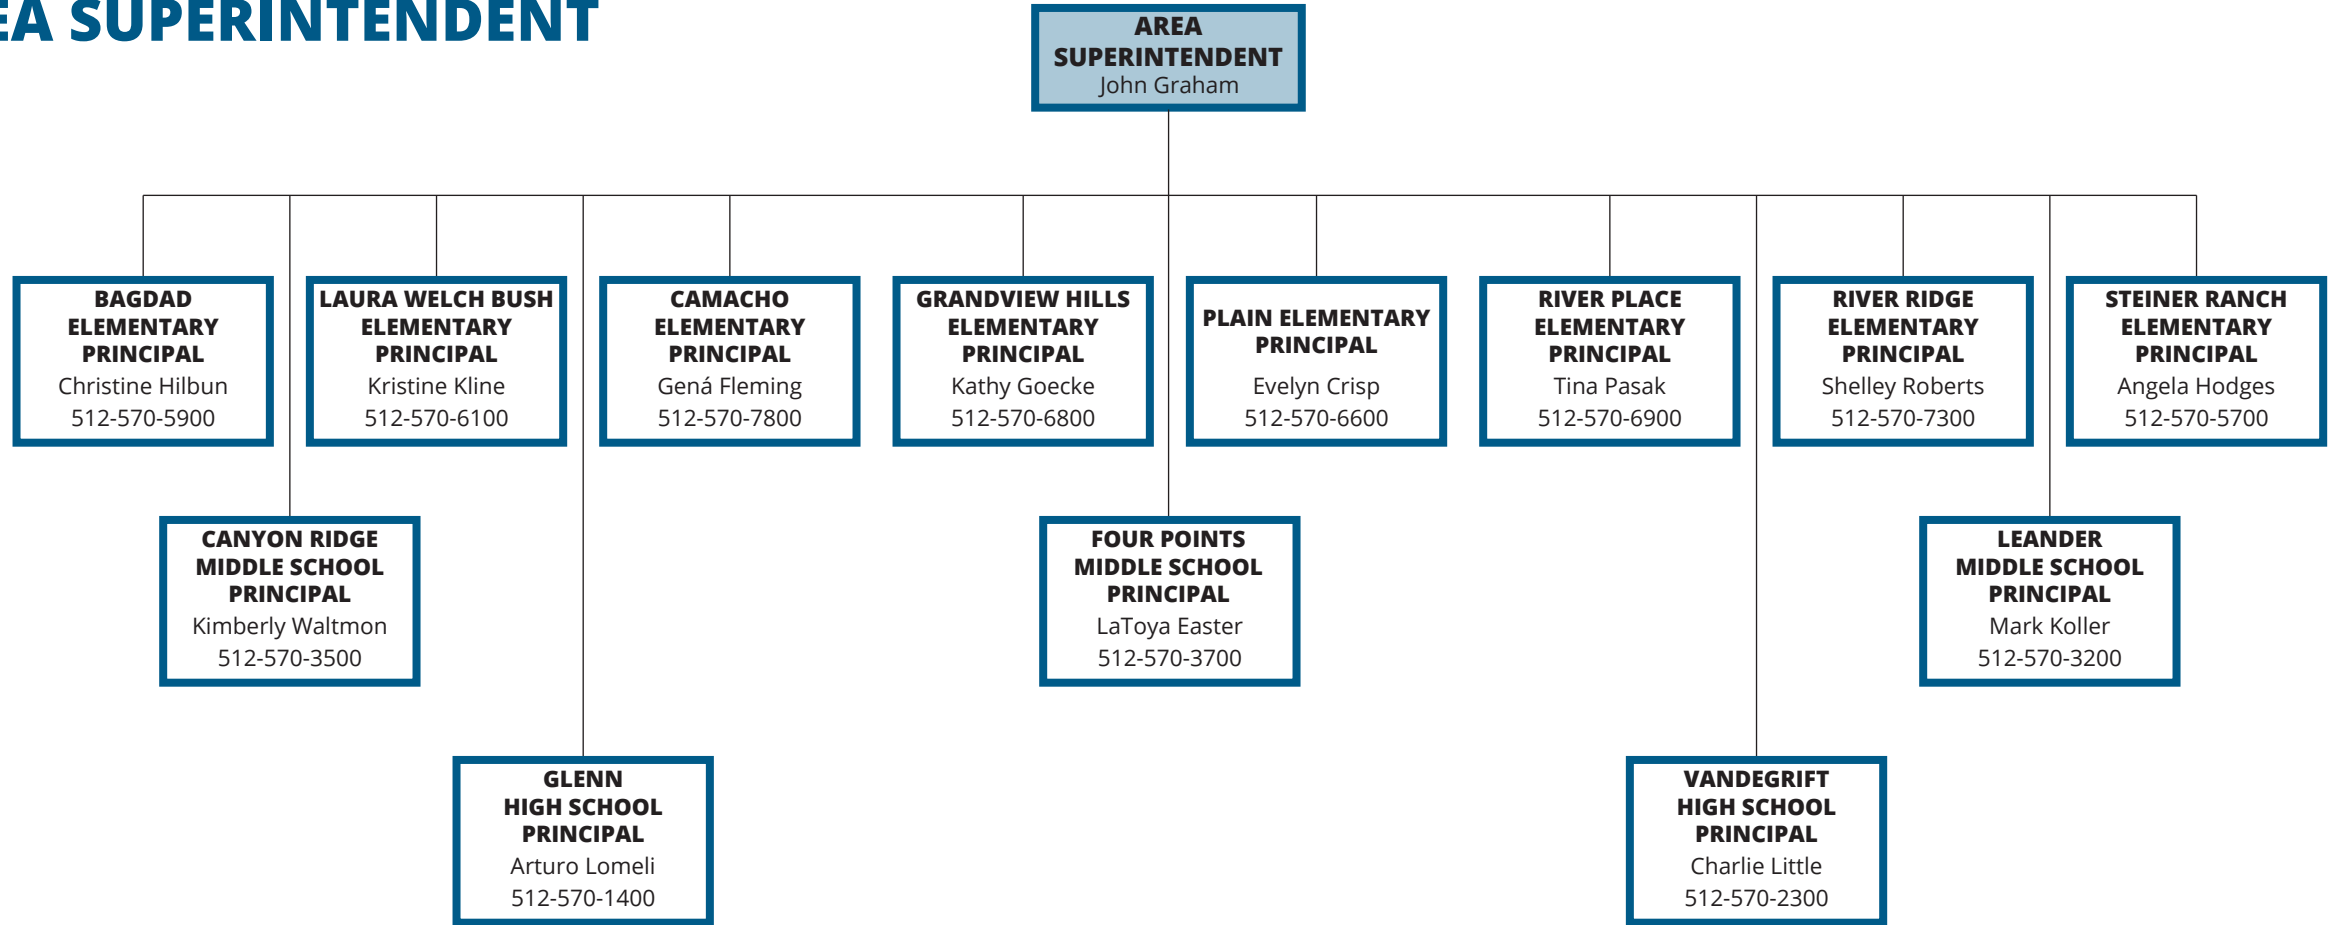 EA SUPERINTENDENT
AREA
SUPERINTENDENT
John Graham
BAGDAD
ELEMENTARY
PRINCIPAL
Christine Hilbun
512-570-5900
LAURA WELCH BUSH
ELEMENTARY
PRINCIPAL
Kristine Kline
512-570-6100
CAMACHO
ELEMENTARY
PRINCIPAL
Gená Fleming
512-570-7800
GRANDVIEW HILLS
ELEMENTARY
PRINCIPAL
Kathy Goecke
512-570-6800
PLAIN ELEMENTARY
PRINCIPAL
Evelyn Crisp
512-570-6600
RIVER PLACE
ELEMENTARY
PRINCIPAL
Tina Pasak
512-570-6900
RIVER RIDGE
ELEMENTARY
PRINCIPAL
Shelley Roberts
512-570-7300
STEINER RANCH
ELEMENTARY
PRINCIPAL
Angela Hodges
512-570-5700
CANYON RIDGE
MIDDLE SCHOOL
PRINCIPAL
Kimberly Waltmon
512-570-3500
FOUR POINTS
MIDDLE SCHOOL
PRINCIPAL
LaToya Easter
512-570-3700
LEANDER
MIDDLE SCHOOL
PRINCIPAL
Mark Koller
512-570-3200
GLENN
HIGH SCHOOL
PRINCIPAL
Arturo Lomeli
512-570-1400
VANDEGRIFT
HIGH SCHOOL
PRINCIPAL
Charlie Little
512-570-2300